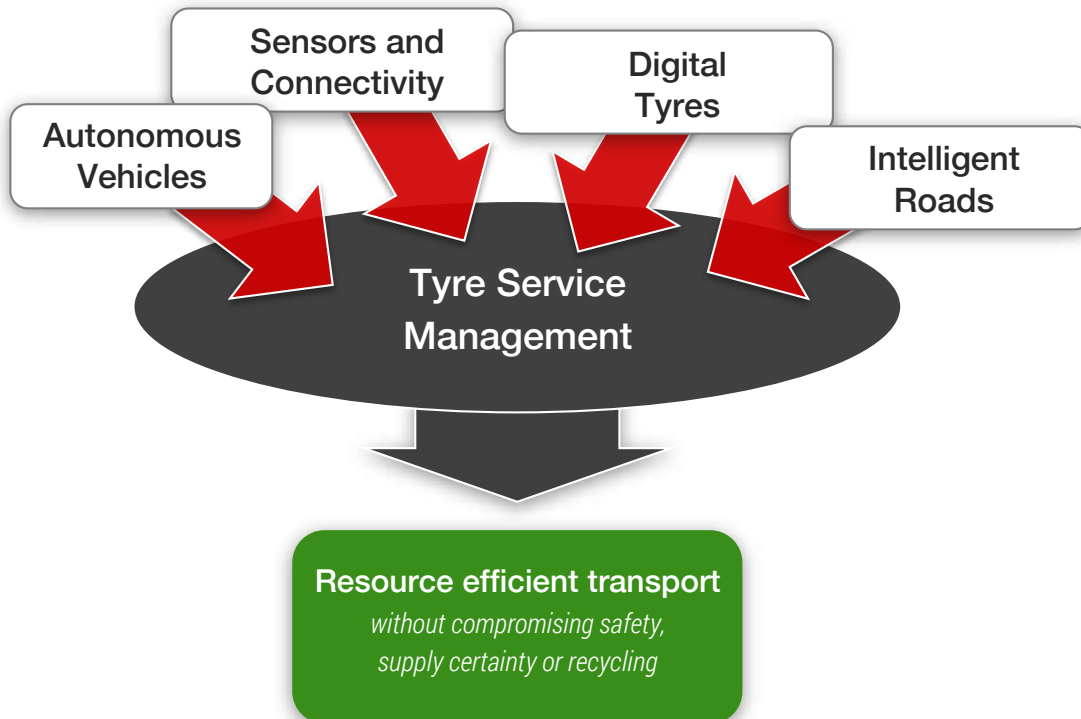 Sensors and
Connectivity
Digital
Tyres
Autonomous
Vehicles
Intelligent
Roads
Tyre Service
Management
Resource efficient transport
without compromising safety,
supply certainty or recycling